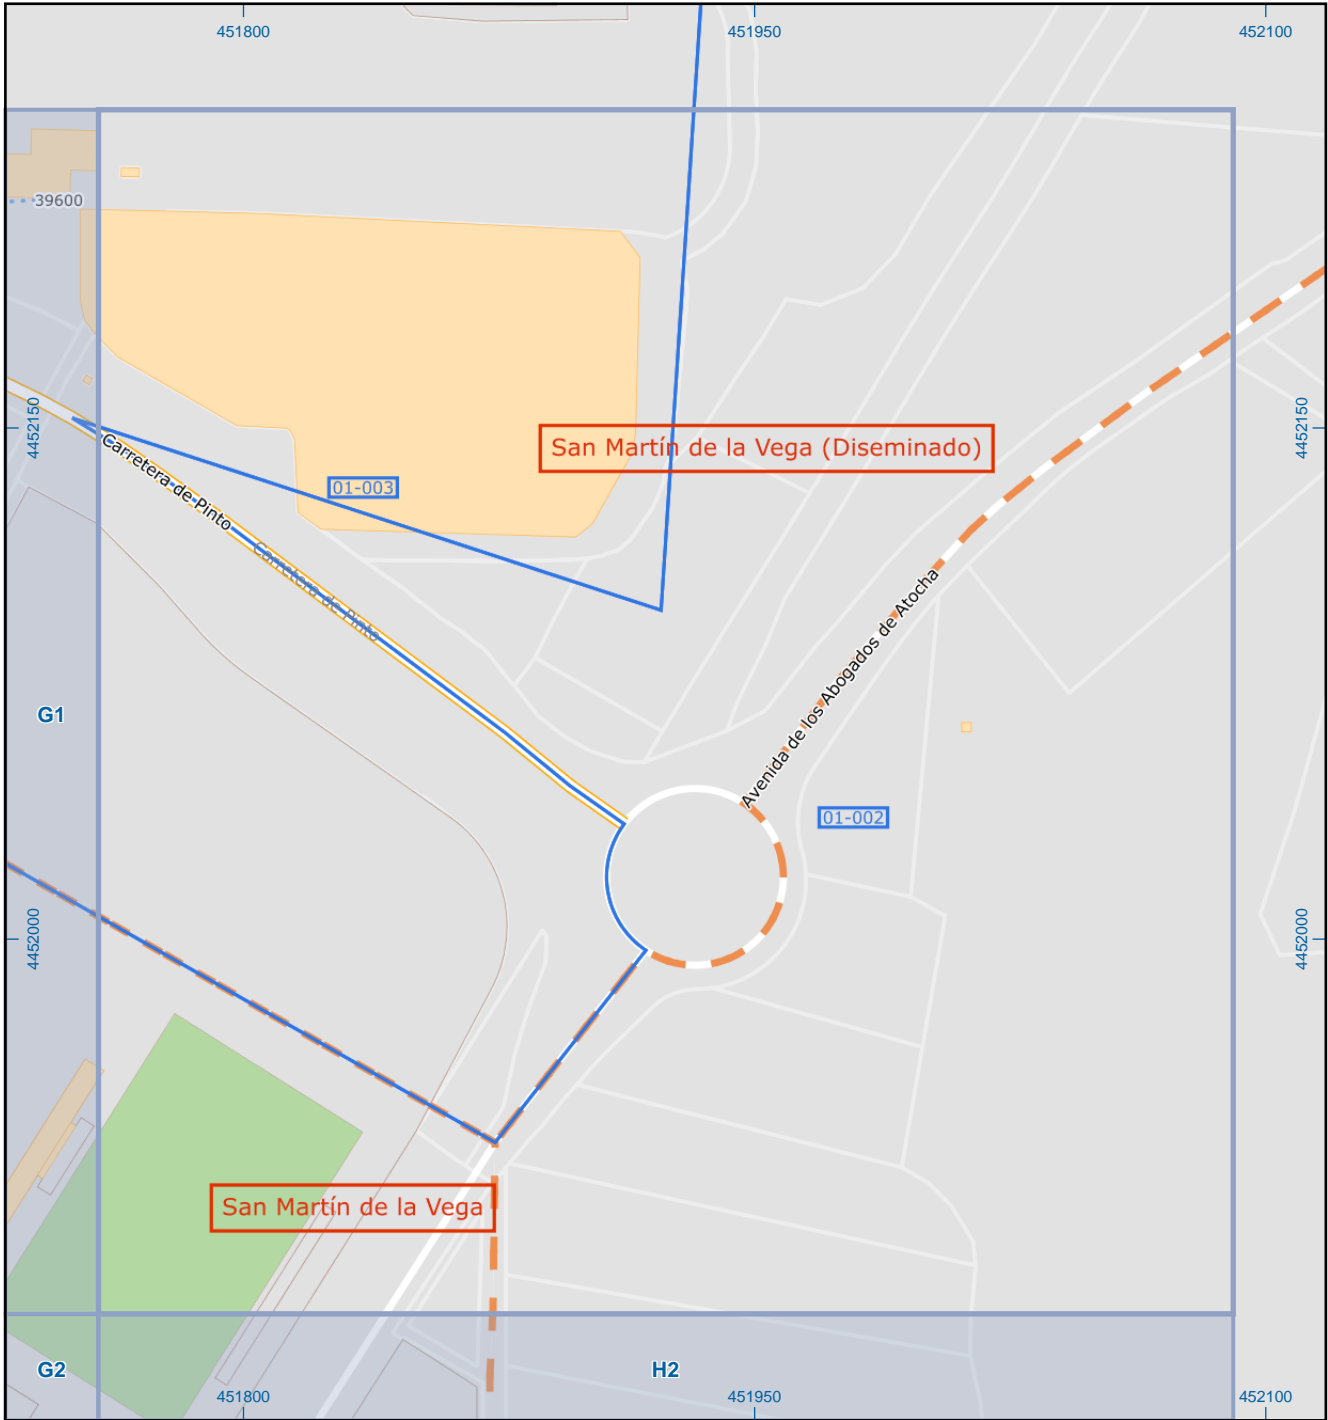 451800
451950
452100
39600
4452150
4452150
San Martín de la Vega (Diseminado)
Carretera de Pinto
01-003
Carretera de Pinto
Avenida de los Abogados de Atocha
G1
01-002
4452000
4452000
San Martín de la Vega
G2
H2
451800
451950
452100